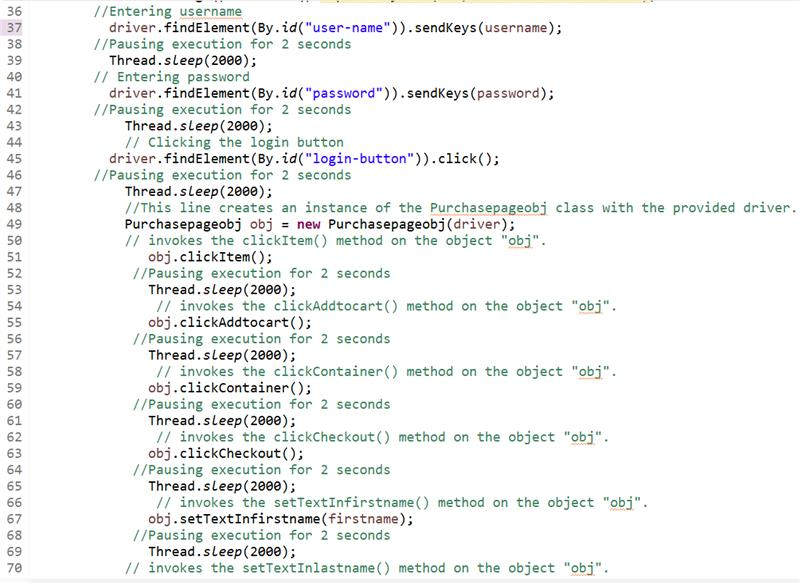 36 //Entering username
37 driver.findElement(By.id("user-name")).sendKeys(username);
38 //Pausing execution for 2 seconds
39 Thread.sleep(2000);
40 // Entering password
41 driver.findElement(By.id("password")).sendKeys(password);
42 //Pausing execution for 2 seconds
43 Thread.sleep(2000);
44 // Clicking the login button
45 driver.findElement(By.id("login-button")).click();
46 //Pausing execution for 2 seconds
47 Thread.sleep(2000);
48 //This line creates an instance of the Purchasepageobj class with the provided driver.
49 Purchasepageobj obj = new Purchasepageobj(driver);
50 // invokes the clickItem() method on the object "obj".
51 obj.clickItem();
52 //Pausing execution for 2 seconds
53 Thread.sleep(2000);
54 // invokes the clickAddtocart() method on the object "obj".
55 obj.clickAddtocart();
56 //Pausing execution for 2 seconds
57 Thread.sleep(2000);
58 // invokes the clickContainer() method on the object "obj".
59 obj.clickContainer();
60 //Pausing execution for 2 seconds
61 Thread.sleep(2000);
62 // invokes the clickCheckout() method on the object "obj".
63 obj.clickCheckout();
64 //Pausing execution for 2 seconds
65 Thread.sleep(2000);
66 // invokes the setTextInfirstname() method on the object "obj".
67 obj.setTextInfirstname(firstname);
68 //Pausing execution for 2 seconds
69 Thread.sleep(2000);
70 // invokes the setTextInlastname() method on the object "obj".